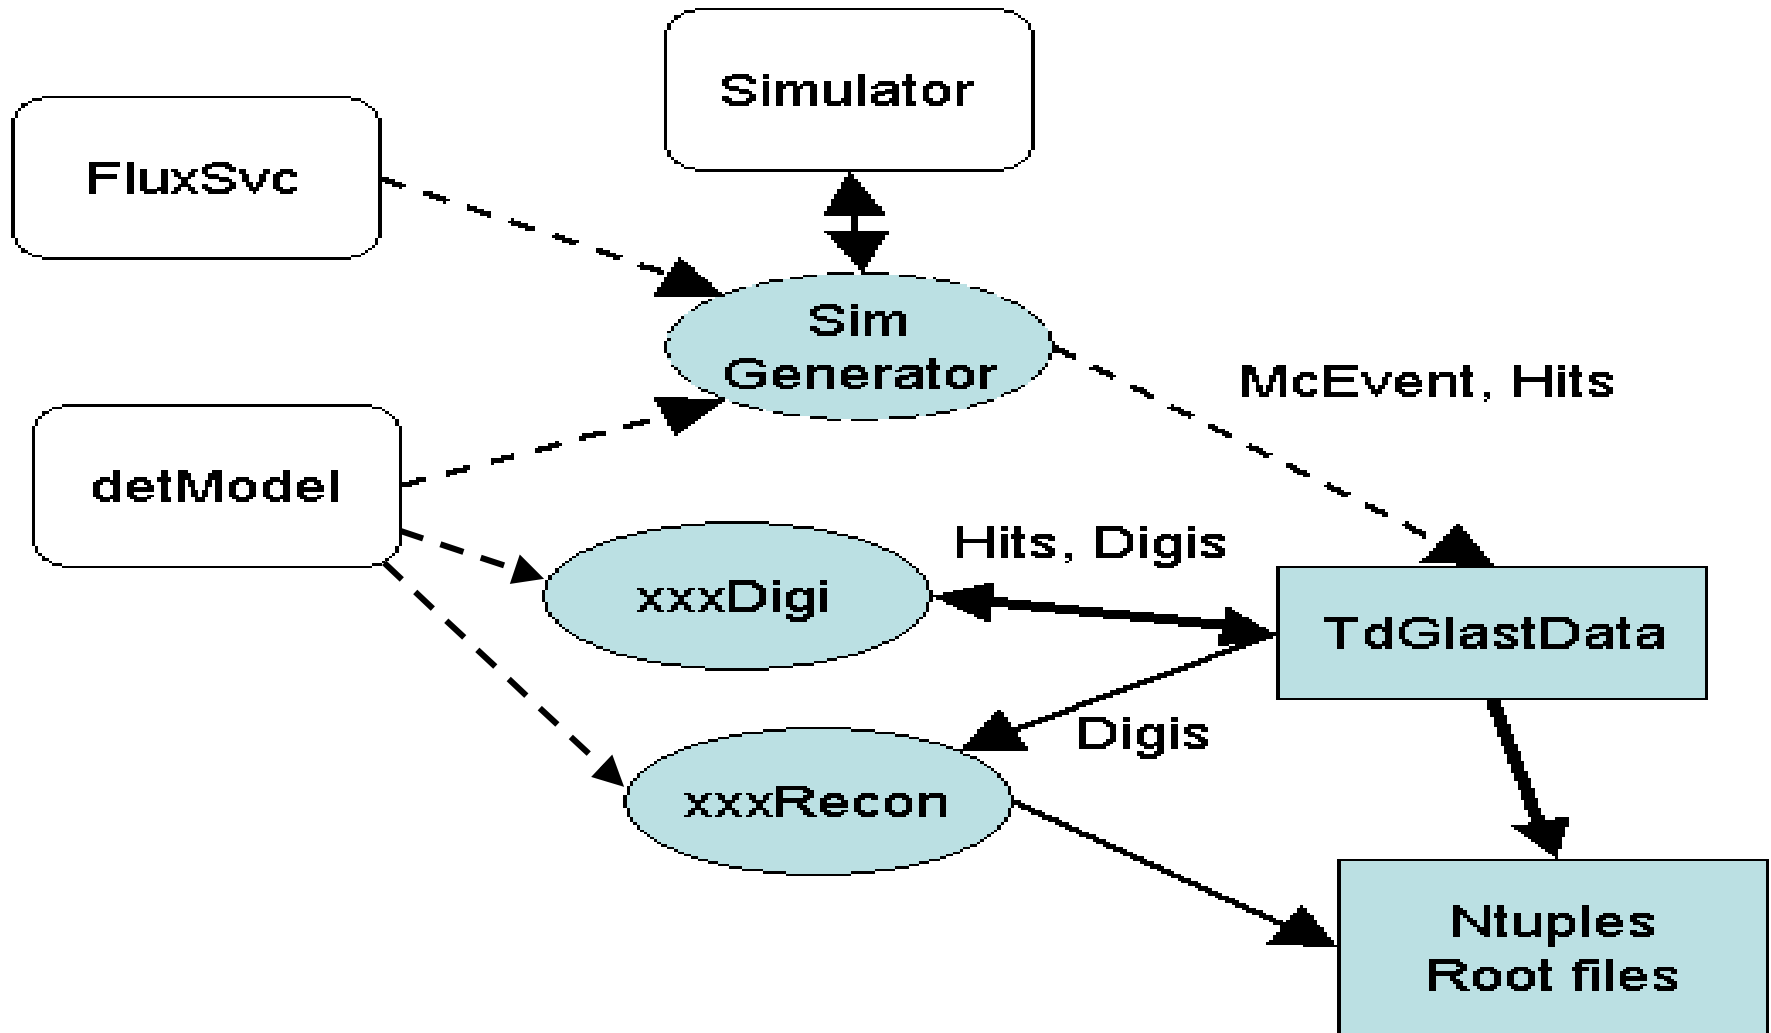 Simulator
FluxSvc
Sim
Generator
McEvent, Hits
detModel
Hits, Digis
xxxDigi
TdGlastData
Digis
xxxRecon
Ntuples
Root files